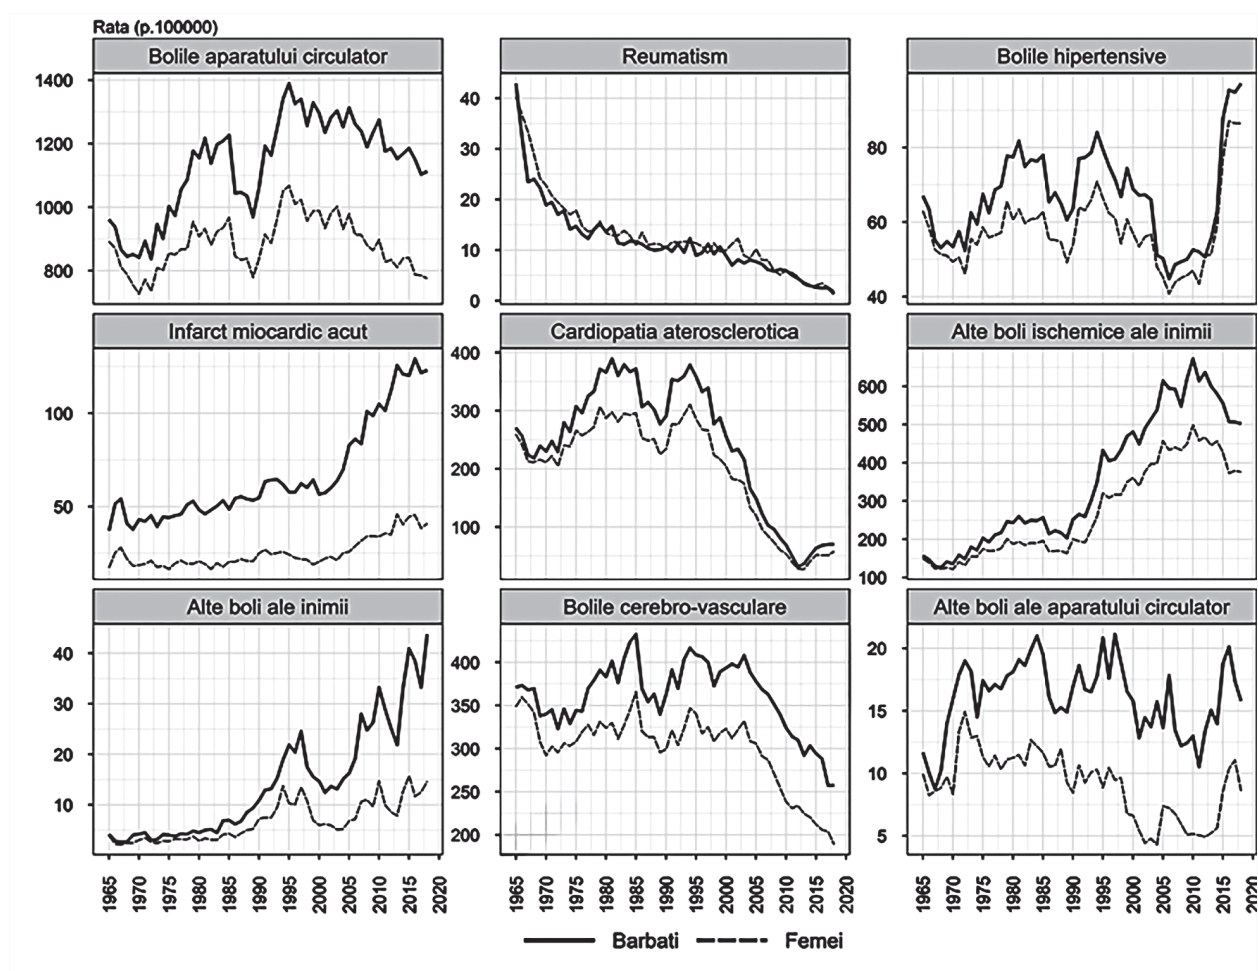 Rata (p.100000)
Bolile aparatului circulator
Reumatism
Bolile hipertensive
1400
1200
1000
800
40
30
20
10
0
80
60
40
Infarct miocardic acut
Cardiopatia aterosclerotica
Alte boli ischemice ale inimii
100
50
400
300
200
100
600
500
400
300
200
100
Alte boli ale inimii
Bolile cerebro-vasculare
Alte boli ale aparatului circulator
40
30
20
10
400
350
300
250
200
20
15
10
5
1965 1970 1975 1980 1985 1990 1995 2000 2005 2010 2015 2020
1965 1970 1975 1980 1985 1990 1995 2000 2005 2010 2015 2020
1965 1970 1975 1980 1985 1990 1995 2000 2005 2010 2015 2020
Barbati Femei